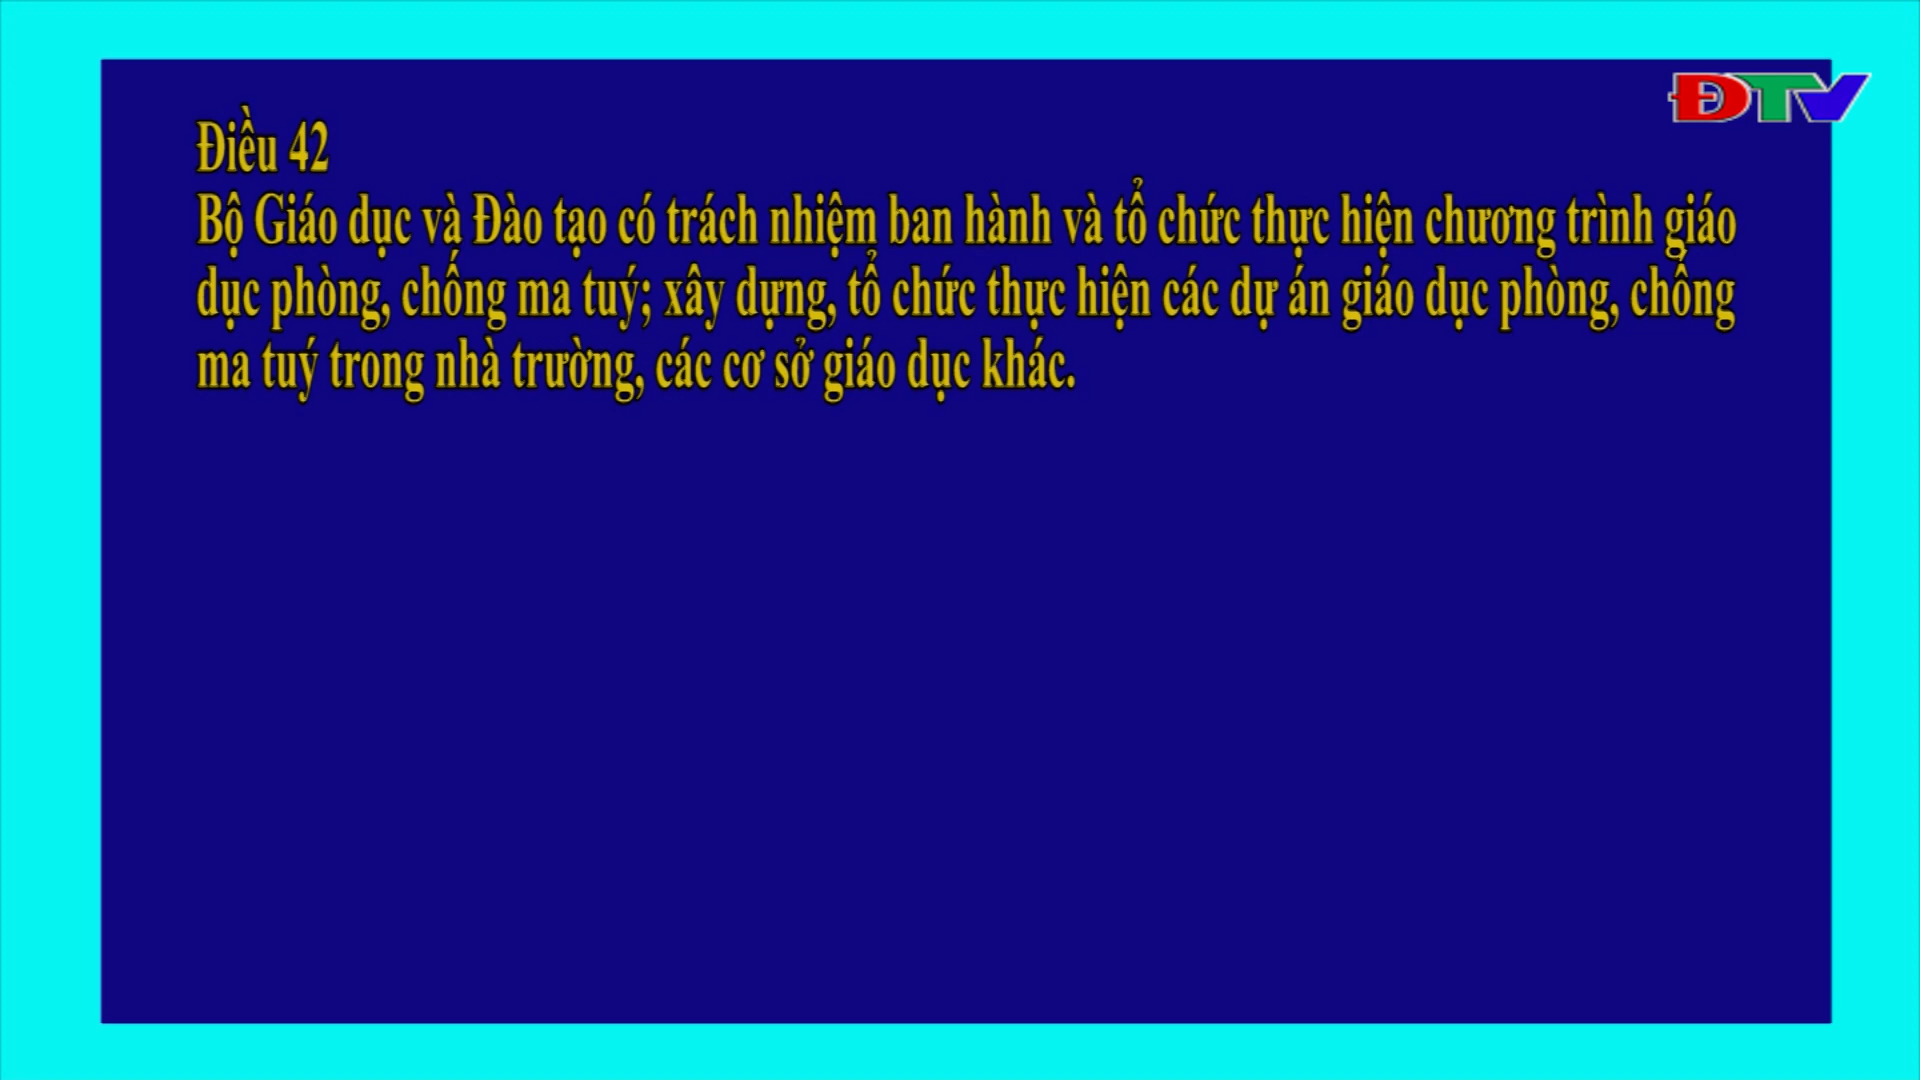 ĐTV
Điều 42
Bộ Giáo dục và Đào tạo có trách nhiệm ban hành và tổ chức thực hiện chương trình giáo
dục phòng, chống ma tuý; xây dựng, tổ chức thực hiện các dự án giáo dục phòng, chống
ma tuý trong nhà trường, các cơ sở giáo dục khác.